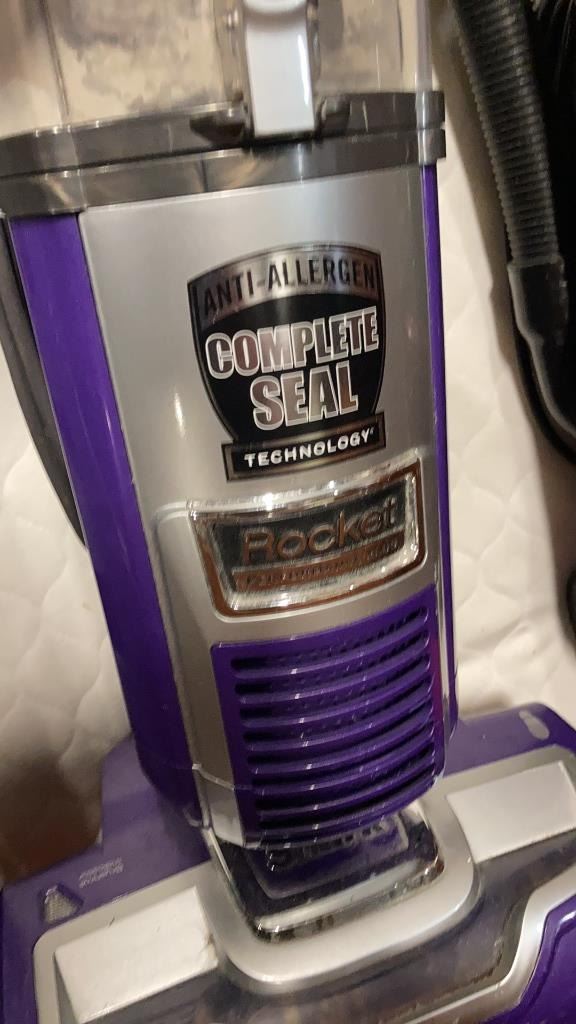 ANTI-ALLERGEN
COMPLETE
SEAL
TECHNOLOGY
Rocket